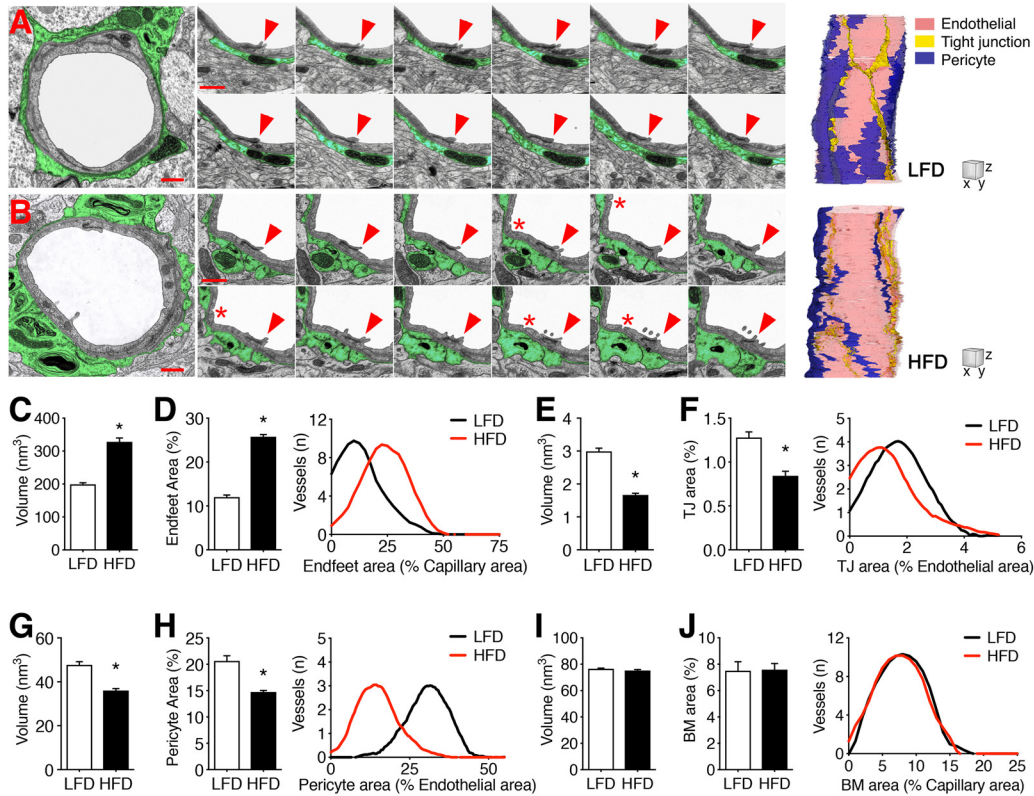 A
Endothelial
Tight junction
Pericyte
LFD
z
x y
B
*
*
*
*
*
*
HFD
z
x y
C
Volume (nm³)
400
300
200
100
0
*
LFD HFD
D
Endfeet Area (%)
30
20
10
0
*
LFD HFD
Vessels (n)
12
9
6
3
0
LFD
HFD
0 25 50 75
Endfeet area (% Capillary area)
E
Volume (nm³)
4
3
2
1
0
*
LFD HFD
F
TJ area (%)
1.5
1.0
0.5
0.0
*
LFD HFD
Vessels (n)
5
4
3
2
1
0
LFD
HFD
0 2 4 6
TJ area (% Endothelial area)
G
Volume (nm³)
60
40
20
0
*
LFD HFD
H
Pericyte Area (%)
25
20
15
10
5
0
*
LFD HFD
Vessels (n)
5
4
3
2
1
0
LFD
HFD
0 25 50
Pericyte area (% Endothelial area)
I
Volume (nm³)
100
80
60
40
20
0
LFD HFD
J
BM area (%)
10
8
6
4
2
0
LFD HFD
Vessels (n)
12
9
6
3
0
LFD
HFD
0 5 10 15 20 25
BM area (% Capillary area)